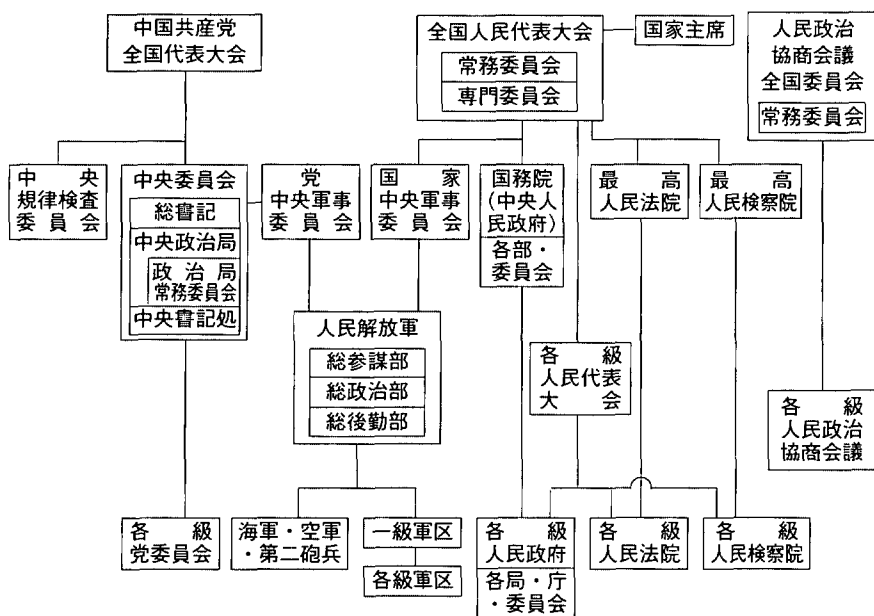 中国共産党
全国代表大会
全国人民代表大会
常務委員会
専門委員会
国家主席
人民政治
協商会議
全国委員会
常務委員会
中央
規律検査
委員会
中央委員会
総書記
中央政治局
政治局
常務委員会
中央書記処
党
中央軍事
委員会
国家
中央軍事
委員会
国務院
(中央人
民政府)
各部・
委員会
最高
人民法院
最高
人民検察院
人民解放軍
総参謀部
総政治部
総後勤部
各級
人民代表
大会
各級
人民政治
協商会議
各級
党委員会
海軍・空軍
・第二砲兵
一級軍区
各級軍区
各級
人民政府
各局・庁
・委員会
各級
人民法院
各級
人民検察院